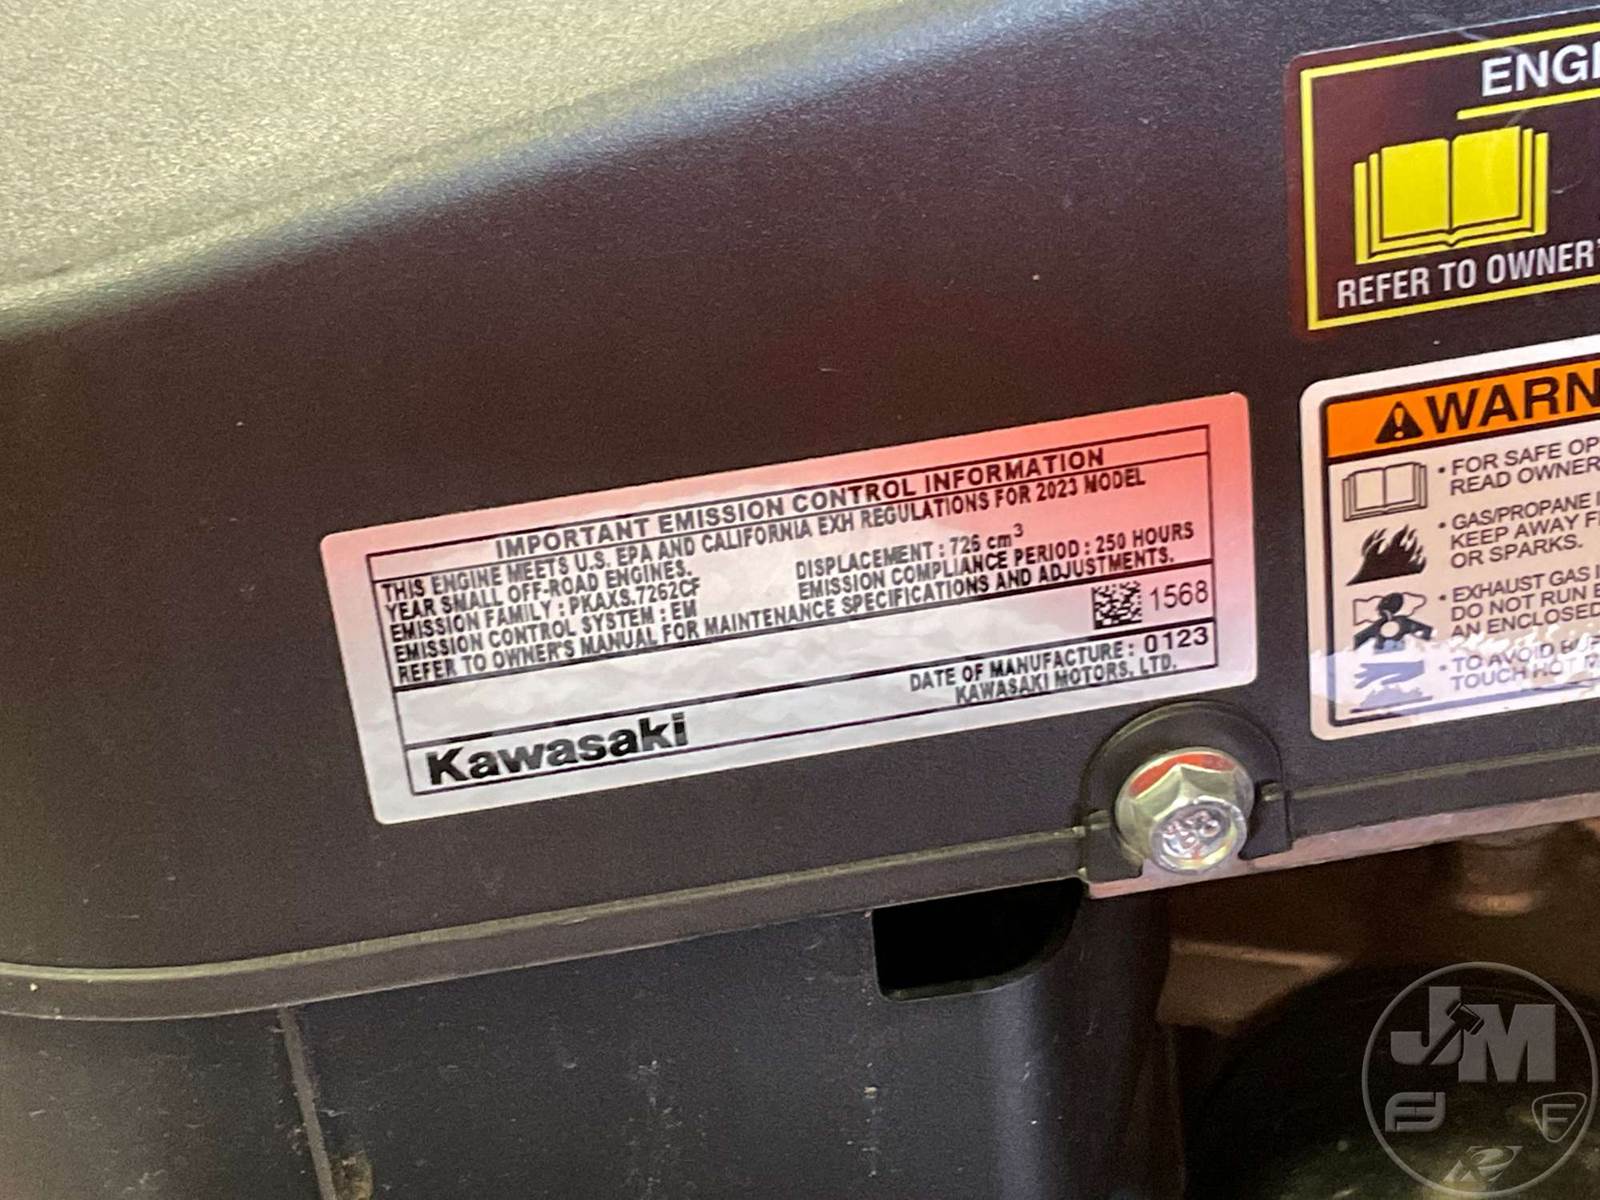 IMPORTANT EMISSION CONTROL INFORMATION
THIS ENGINE MEETS U.S. EPA AND CALIFORNIA EXH REGULATIONS FOR 2023 MODEL
YEAR SMALL OFF-ROAD ENGINES.
EMISSION FAMILY : PKAXS.7262CF
DISPLACEMENT : 726 cm³
EMISSION CONTROL SYSTEM : EM
EMISSION COMPLIANCE PERIOD : 250 HOURS
REFER TO OWNER'S MANUAL FOR MAINTENANCE SPECIFICATIONS AND ADJUSTMENTS.
1568
DATE OF MANUFACTURE : 0123
Kawasaki
KAWASAKI MOTORS, LTD.
ENGI
REFER TO OWNER'
WARN
• FOR SAFE OP
READ OWNER
• GAS/PROPANE I
KEEP AWAY F
OR SPARKS.
• EXHAUST GAS I
DO NOT RUN E
AN ENCLOSED
• TO AVOID BUR
TOUCH HOT M
JM